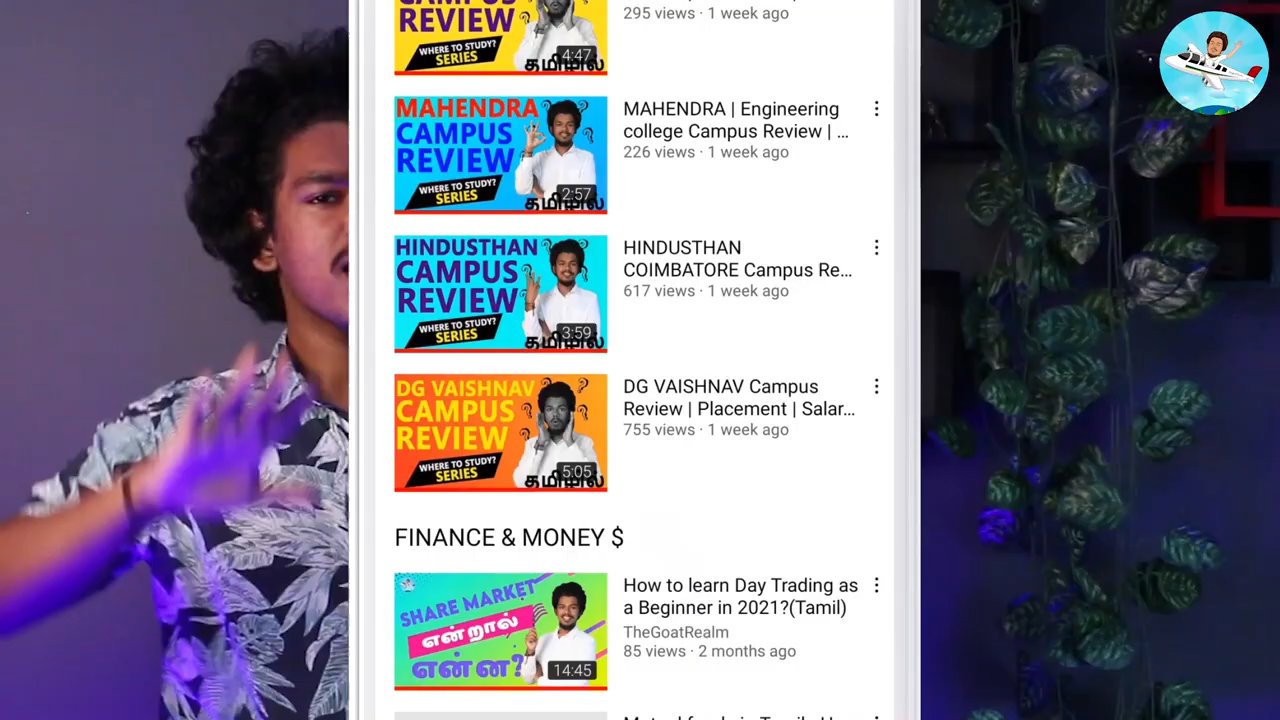 REVIEW
WHERE TO STUDY?
SERIES
4:47
தமிழில்
295 views · 1 week ago
MAHENDRA
CAMPUS
REVIEW
WHERE TO STUDY?
SERIES
2:57
தமிழில்
MAHENDRA | Engineering
college Campus Review | ...
226 views · 1 week ago
HINDUSTHAN
CAMPUS
REVIEW
WHERE TO STUDY?
SERIES
3:59
தமிழில்
HINDUSTHAN
COIMBATORE Campus Re...
617 views · 1 week ago
DG VAISHNAV
CAMPUS
REVIEW
WHERE TO STUDY?
SERIES
5:05
தமிழில்
DG VAISHNAV Campus
Review | Placement | Salar...
755 views · 1 week ago
FINANCE & MONEY $
SHARE MARKET
என்றால்
என்ன?
14:45
How to learn Day Trading as
a Beginner in 2021?(Tamil)
TheGoatRealm
85 views · 2 months ago